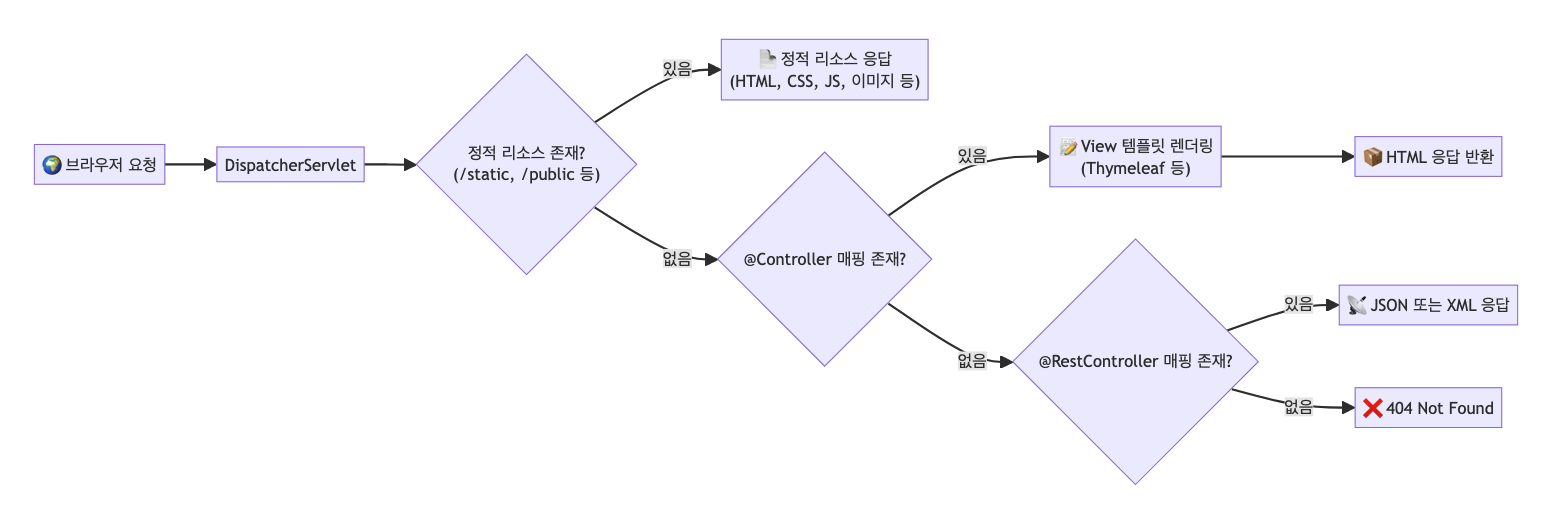 🌍 브라우저 요청
DispatcherServlet
정적 리소스 존재?
(/static, /public 등)
있음
📄 정적 리소스 응답
(HTML, CSS, JS, 이미지 등)
없음
@Controller 매핑 존재?
있음
📝 View 템플릿 렌더링
(Thymeleaf 등)
📦 HTML 응답 반환
없음
@RestController 매핑 존재?
있음
📡 JSON 또는 XML 응답
없음
❌ 404 Not Found